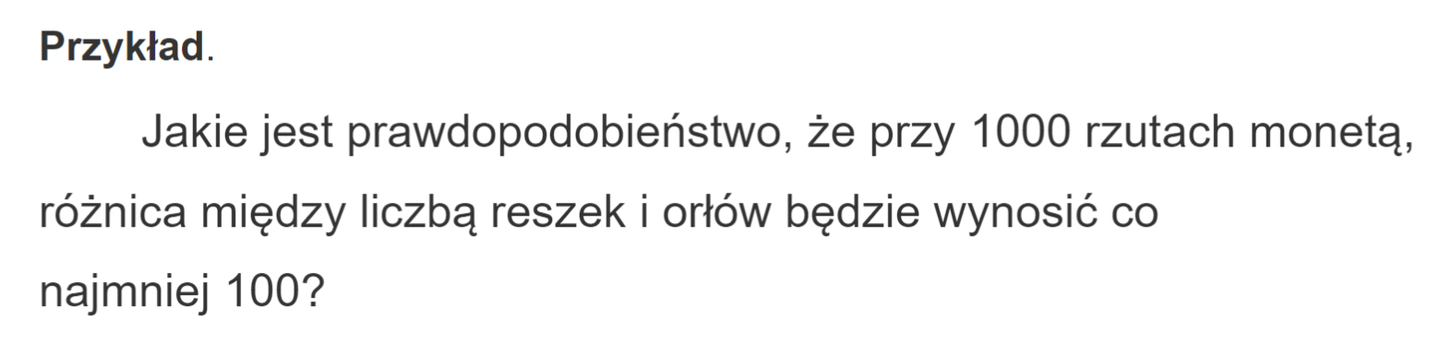 Przykład.
Jakie jest prawdopodobieństwo, że przy 1000 rzutach monetą,
różnica między liczbą reszek i orłów będzie wynosić co
najmniej 100?